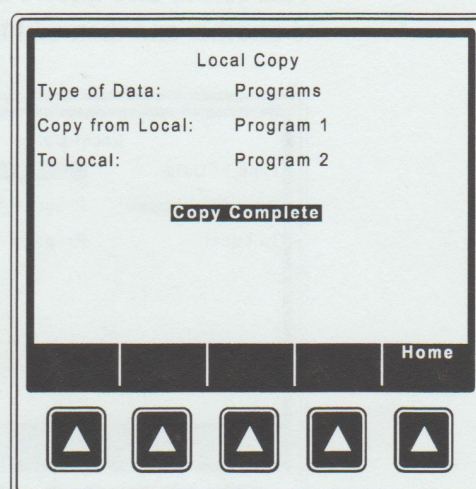 Local Copy
Type of Data: Programs
Copy from Local: Program 1
To Local: Program 2
Copy Complete
Home